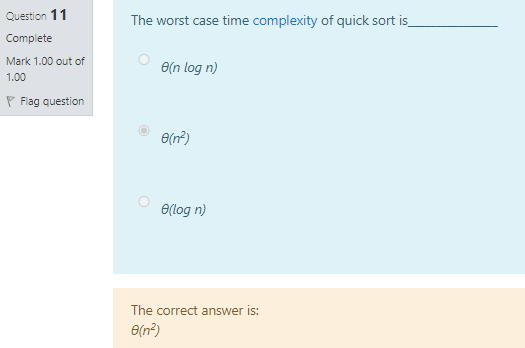 Question 11
Complete
Mark 1.00 out of
1.00
Flag question
The worst case time complexity of quick sort is______________
θ(n log n)
θ(n²)
θ(log n)
The correct answer is:
θ(n²)